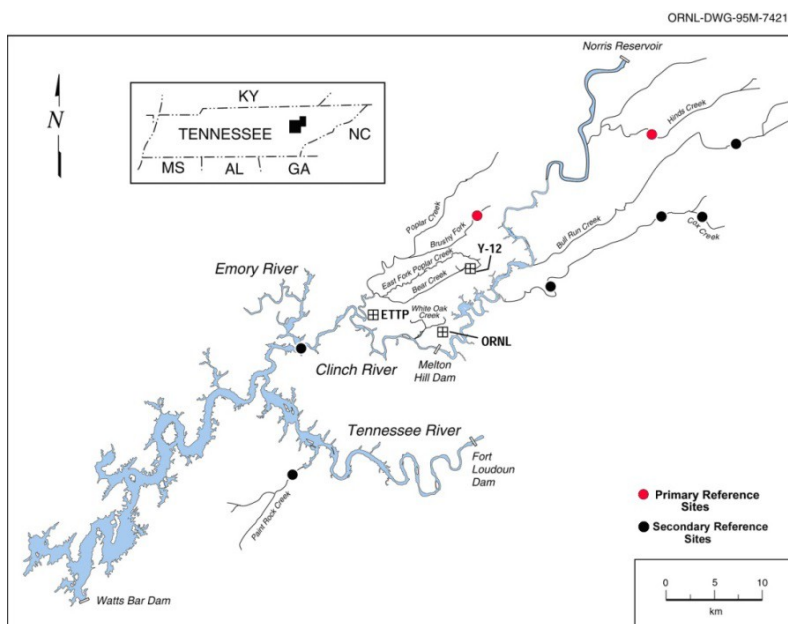 ORNL-DWG-95M-7421
Norris Reservoir
N
KY
TENNESSEE
NC
MS
AL
GA
Hinds Creek
Poplar Creek
Brushy Fork
Bull Run Creek
Cox Creek
East Fork Poplar Creek
Y-12
Bear Creek
Emory River
ETTP
White Oak
Creek
ORNL
Clinch River
Melton
Hill Dam
Tennessee River
Fort
Loudoun
Dam
Paint Rock Creek
Primary Reference
Sites
Secondary Reference
Sites
Watts Bar Dam
0 5 10
km